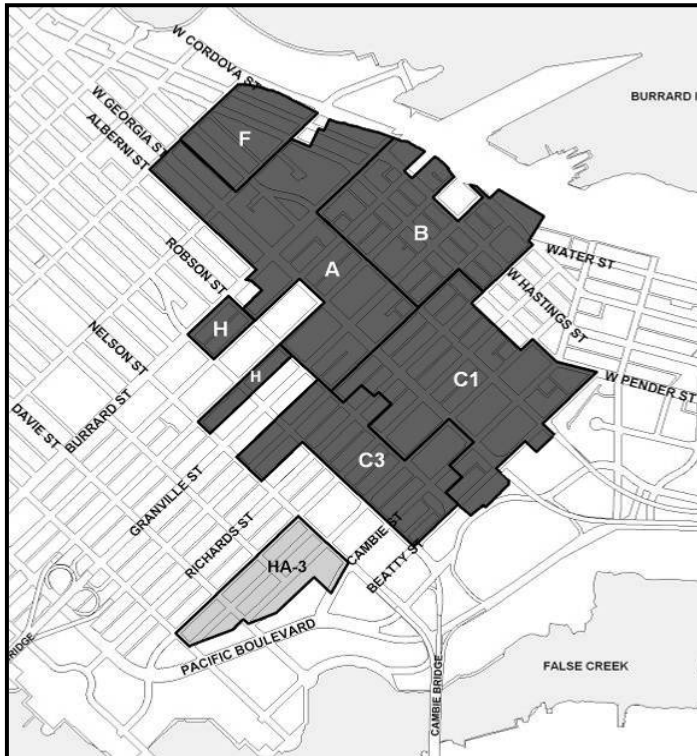 W CORDOVA ST
BURRARD
W GEORGIA ST
ALBERNI ST
F
B
WATER ST
ROBSON ST
A
W HASTINGS ST
H
NELSON ST
H
C1
W PENDER ST
BURRARD ST
DAVIE ST
C3
GRANVILLE ST
RICHARDS ST
CAMBIE ST
BEATTY ST
HA-3
PACIFIC BOULEVARD
RIDGE
CAMBIE BRIDGE
FALSE CREEK